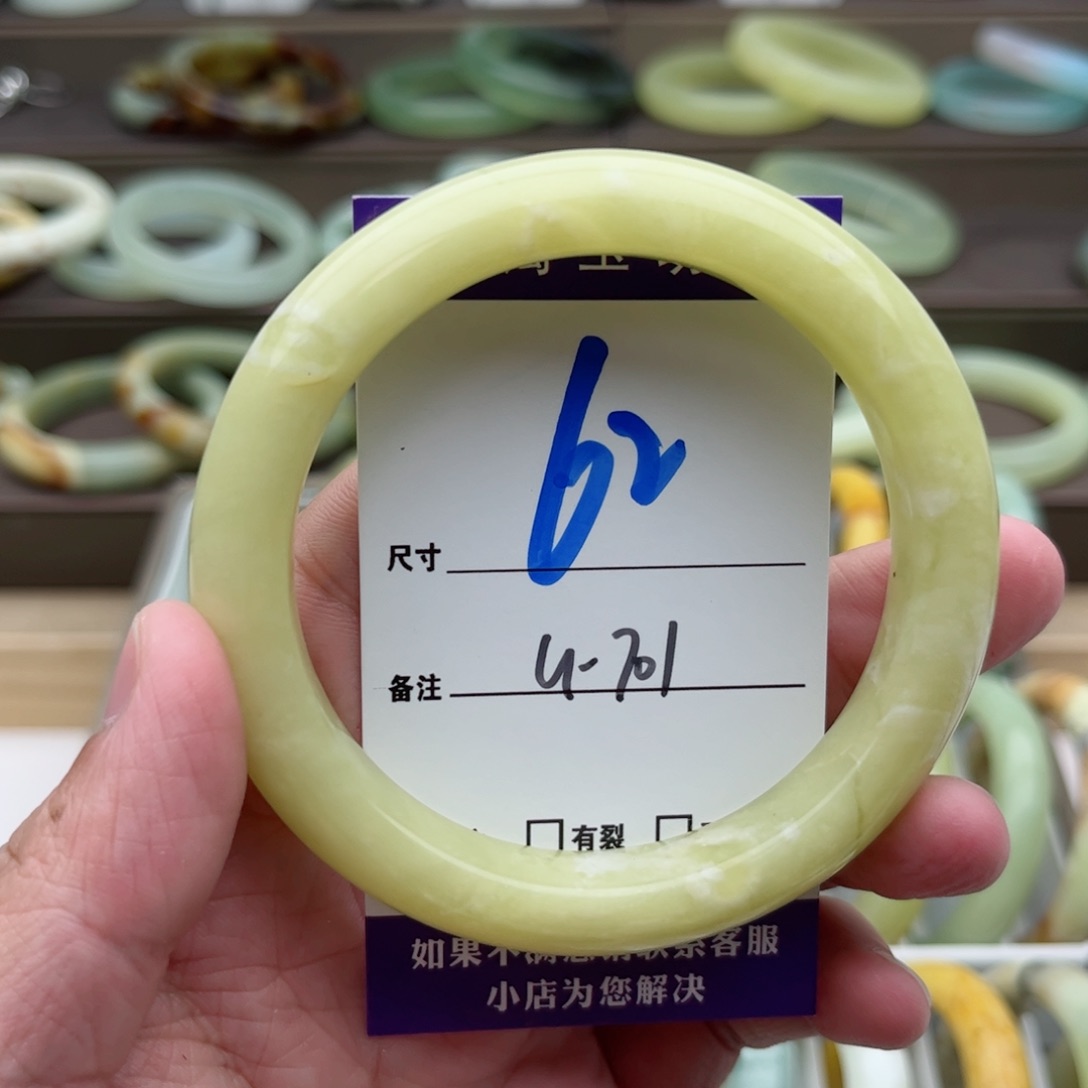 62
尺寸
备注 4-701
有裂
如果不满意请联系客服
小店为您解决